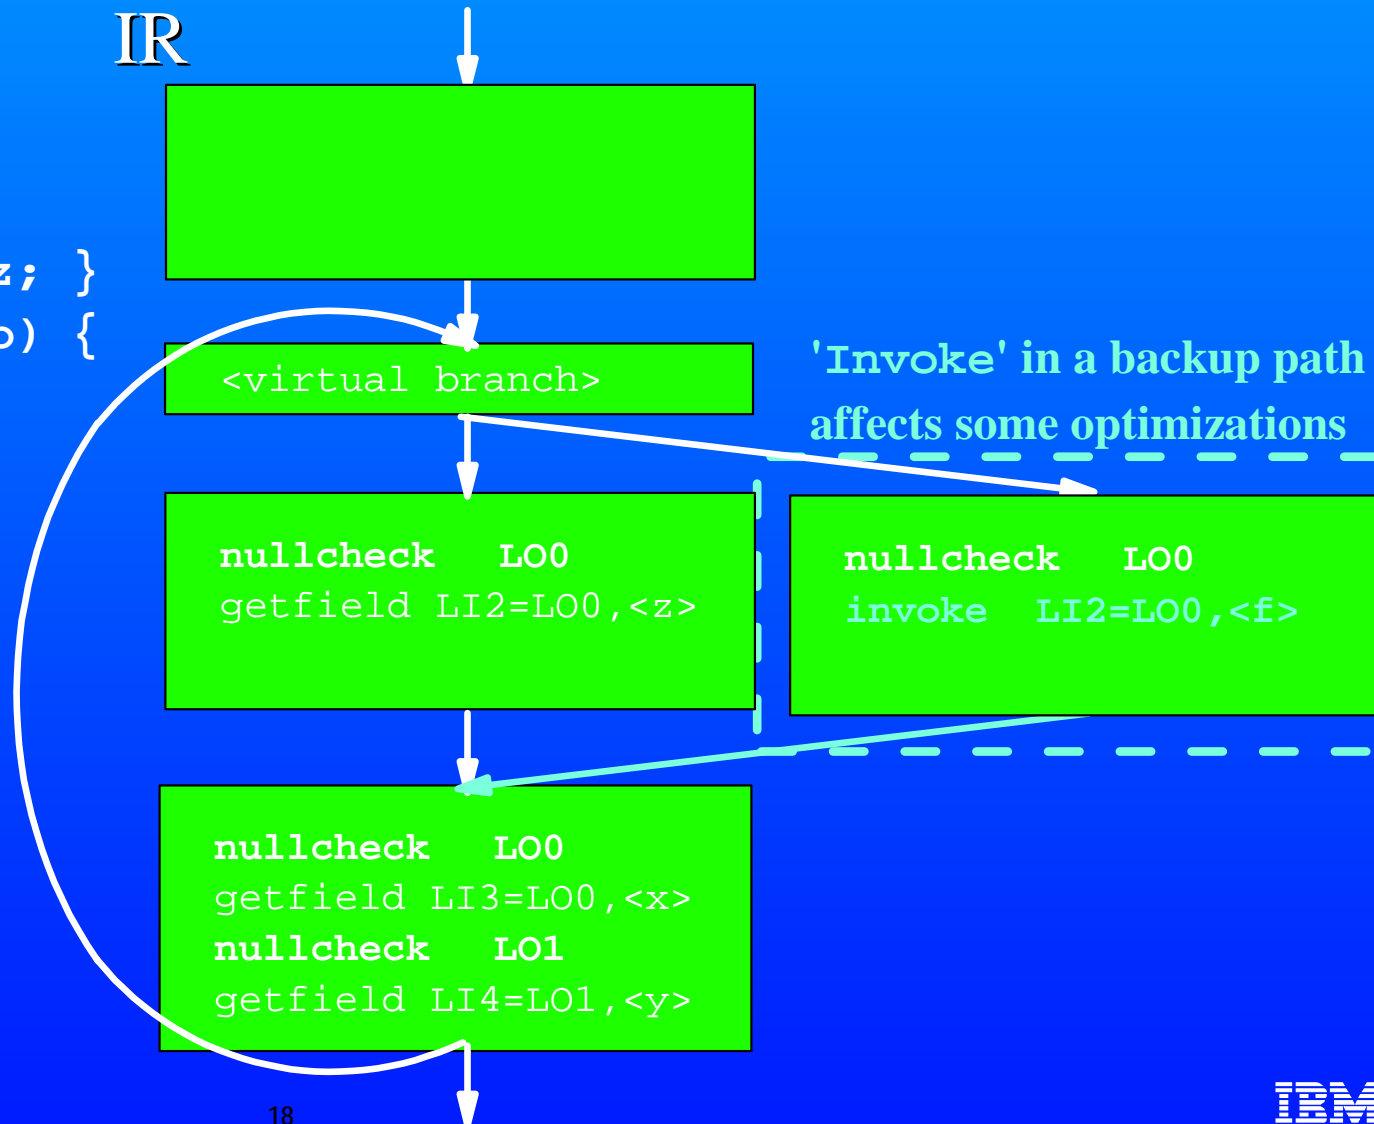 IR
z; }
o) {
<virtual branch>
'Invoke' in a backup path
affects some optimizations
nullcheck LO0
getfield LI2=LO0,<z>
nullcheck LO0
invoke LI2=LO0,<f>
nullcheck LO0
getfield LI3=LO0,<x>
nullcheck LO1
getfield LI4=LO1,<y>
18
IBM